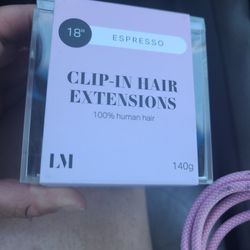 18" ESPRESSO
CLIP-IN HAIR
EXTENSIONS
100% human hair
LM 140g